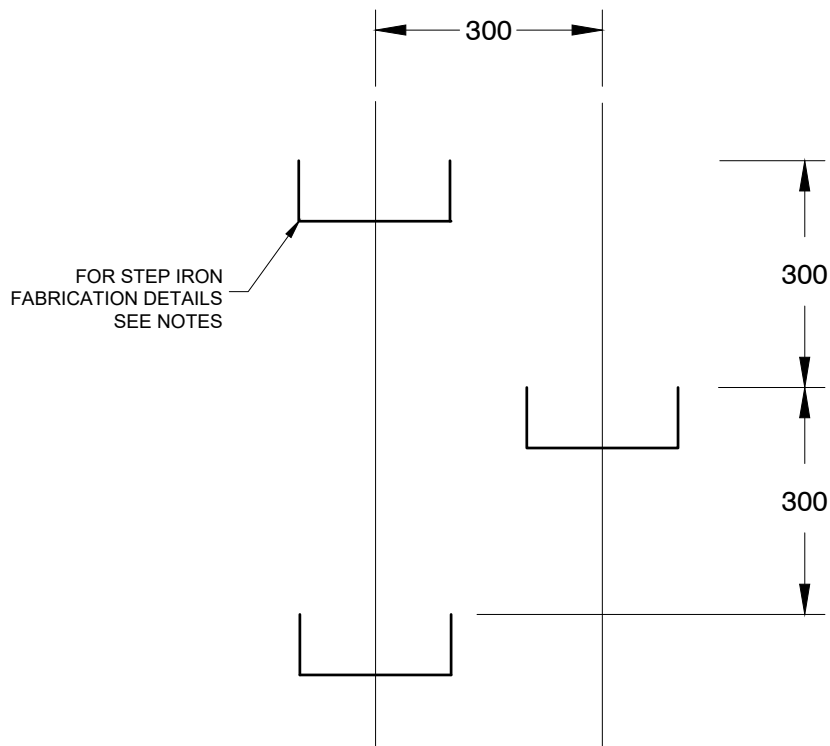 300
300
FOR STEP IRON
FABRICATION DETAILS
SEE NOTES
300